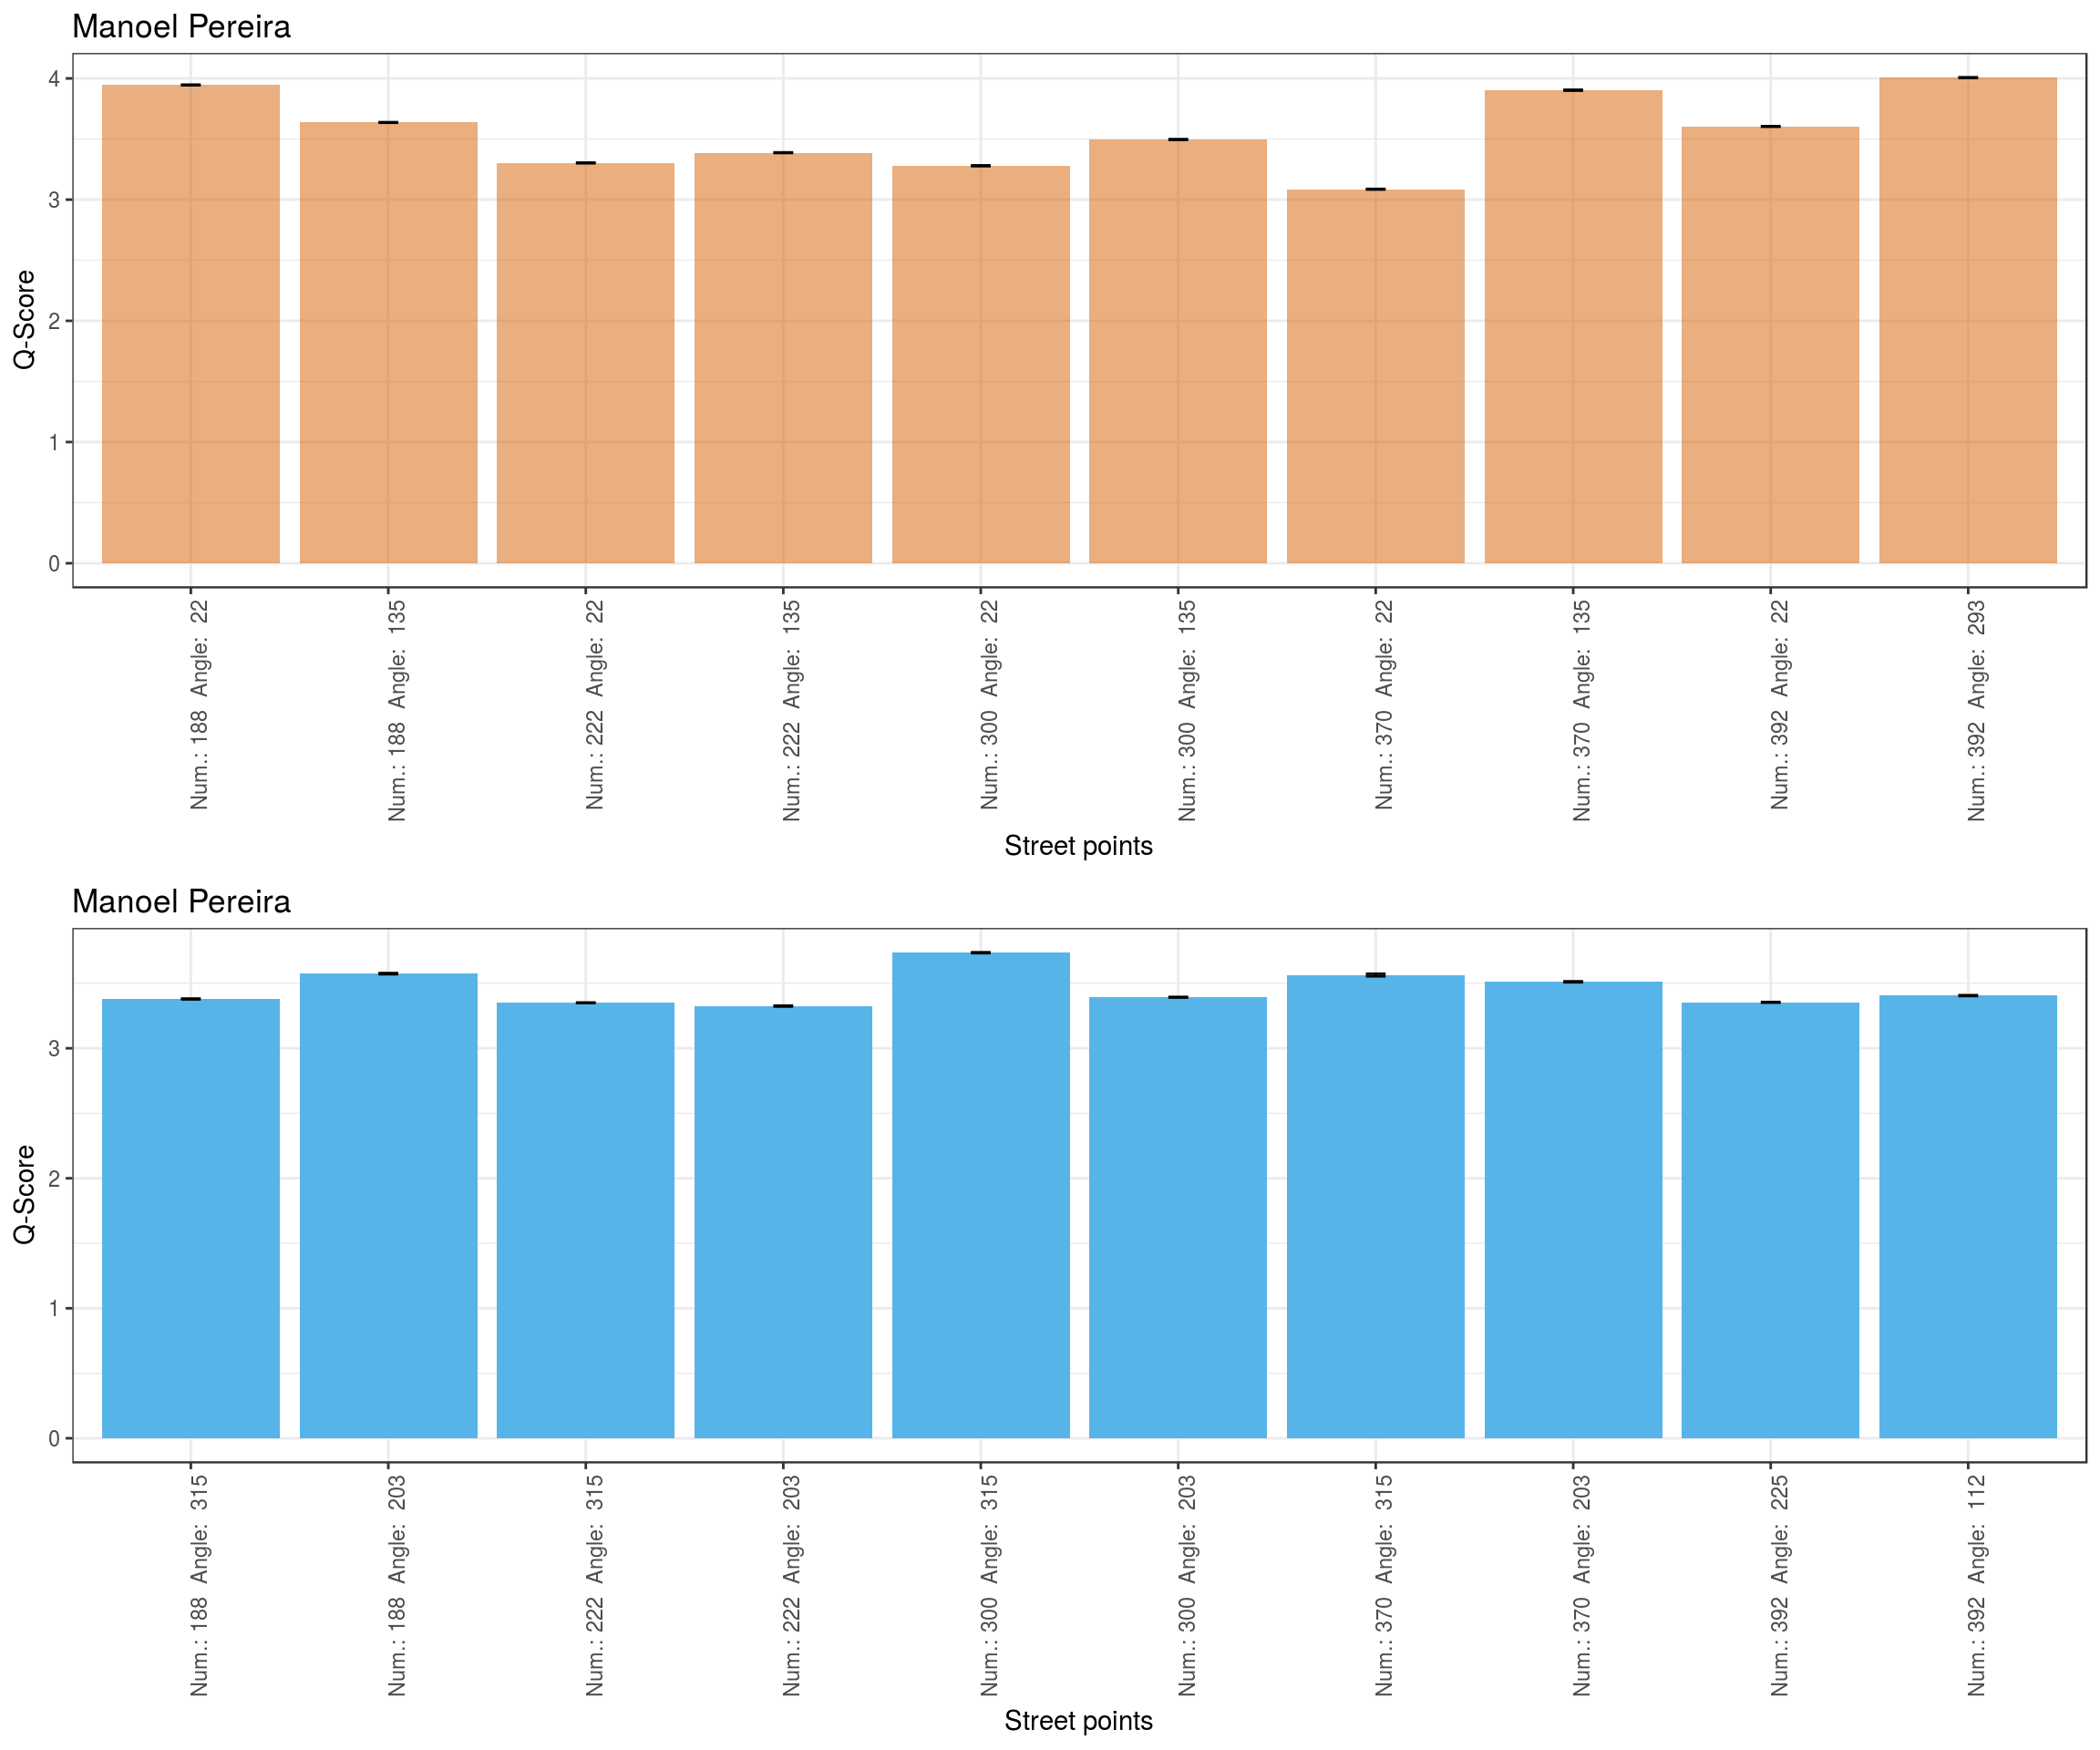 Manoel Pereira
Q-Score
4
3
2
1
0
Num.: 188 Angle: 22
Num.: 188 Angle: 135
Num.: 222 Angle: 22
Num.: 222 Angle: 135
Num.: 300 Angle: 22
Num.: 300 Angle: 135
Num.: 370 Angle: 22
Num.: 370 Angle: 135
Num.: 392 Angle: 22
Num.: 392 Angle: 293
Street points
Manoel Pereira
Q-Score
3
2
1
0
Num.: 188 Angle: 315
Num.: 188 Angle: 203
Num.: 222 Angle: 315
Num.: 222 Angle: 203
Num.: 300 Angle: 315
Num.: 300 Angle: 203
Num.: 370 Angle: 315
Num.: 370 Angle: 203
Num.: 392 Angle: 225
Num.: 392 Angle: 112
Street points